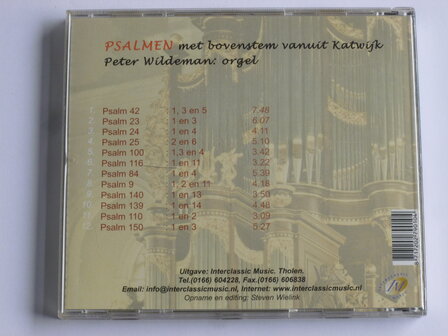 PSALMEN met bovenstem vanuit Katwijk
Peter Wildeman: orgel
1. Psalm 42 : 1, 3 en 5 7.48
2. Psalm 23 : 1 en 3 6.07
3. Psalm 24 : 1 en 4 4.11
4. Psalm 25 : 2 en 6 5.10
5. Psalm 100 : 1,3 en 4 3.42
6. Psalm 116 : 1 en 11 3.22
7. Psalm 84 : 1 en 4 5.39
8. Psalm 9 : 1, 2 en 11 4.18
9. Psalm 140 : 1 en 13 3.50
10. Psalm 139 : 1 en 14 4.48
11. Psalm 110 : 1 en 2 3.09
12. Psalm 150 : 1 en 3 5.27
Uitgave: Interclassic Music. Tholen.
Tel.(0166) 604228, Fax.(0166) 606838
Email: info@interclassicmusic.nl, Internet: www.interclassicmusic.nl
Opname en editing: Steven Wielink